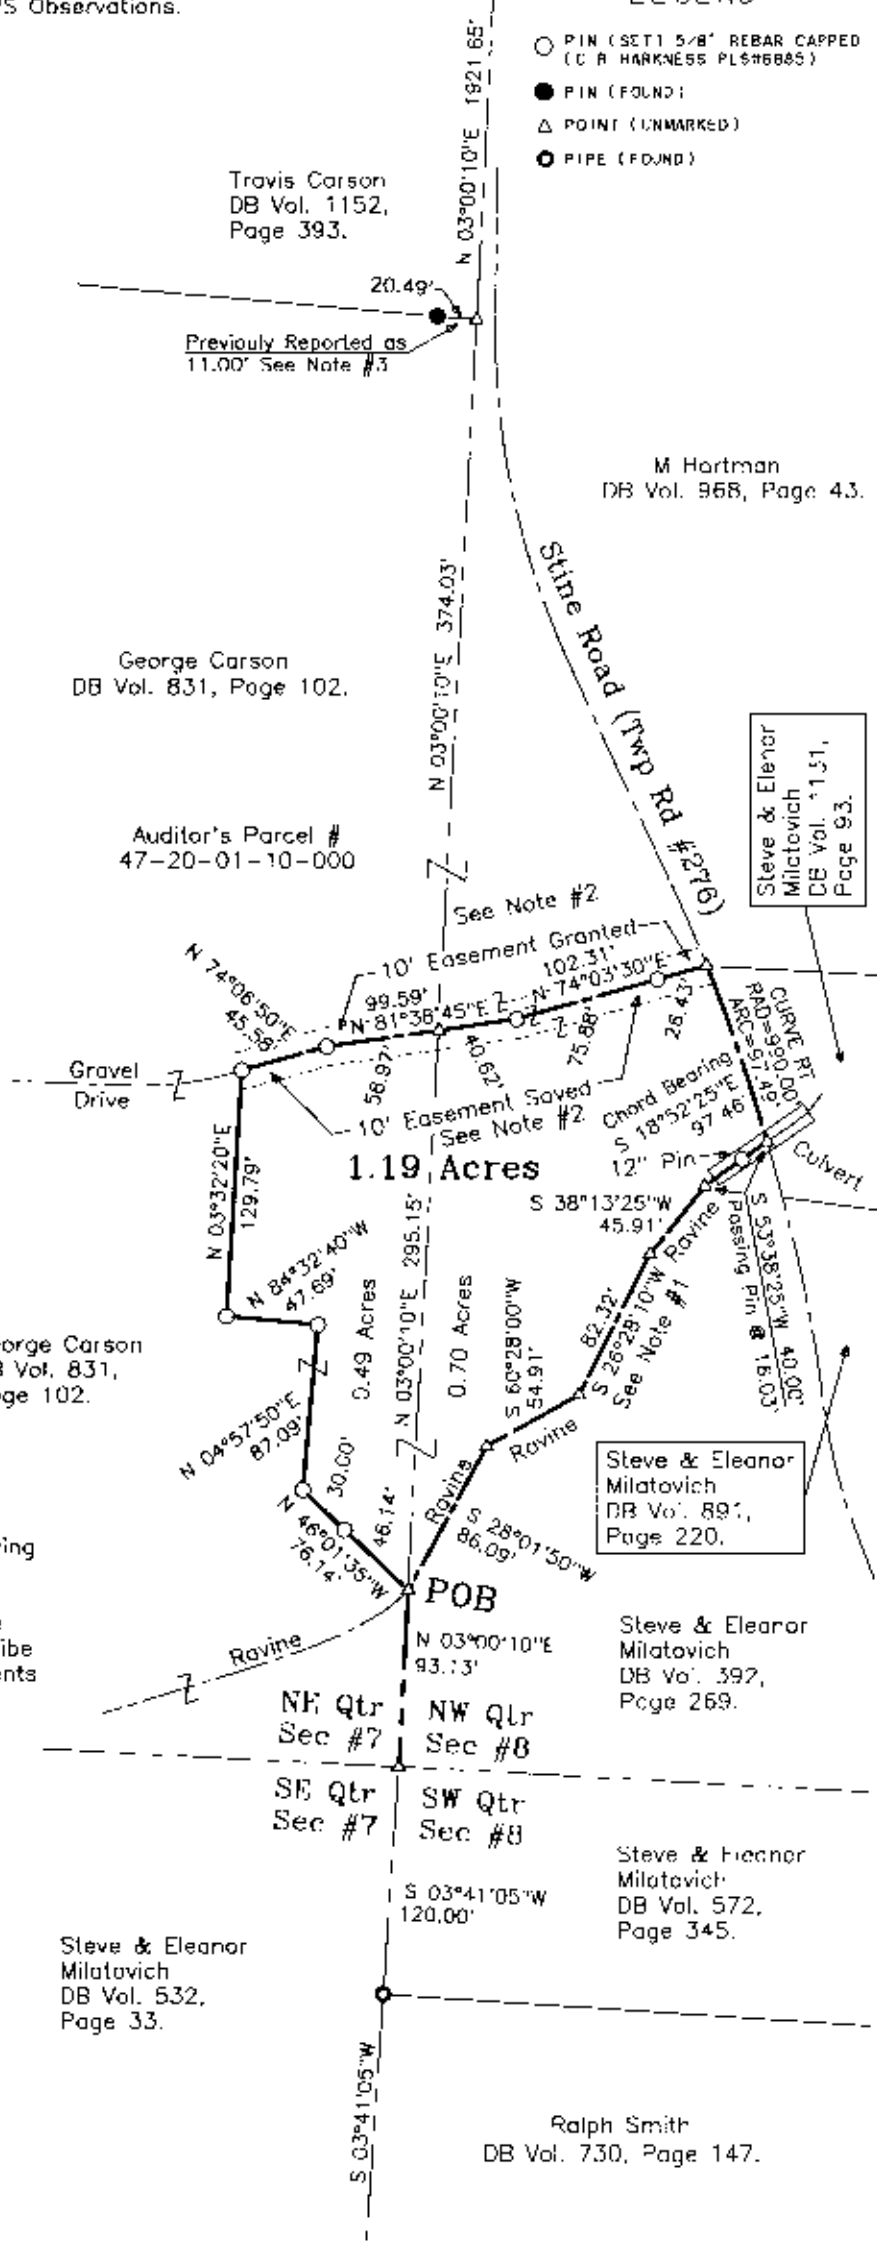 S Observations.
PIN (SET) 5/8" REBAR CAPPED
(C R HARKNESS PLS#6885)
PIN (FOUND)
POINT (UNMARKED)
PIPE (FOUND)
N 03°00'10"E 1921.65'
Travis Carson
DB Vol. 1152,
Page 393.
20.49'
Previouly Reported as
11.00' See Note #3
M Hartman
DB Vol. 968, Page 43.
N 03°00'10"E 374.03'
Stine Road (Twp Rd #276)
George Carson
DB Vol. 831, Page 102.
Steve & Elenor
Milatovich
DB Vol. 1131,
Page 93.
Auditor's Parcel #
47-20-01-10-000
See Note #2
10' Easement Granted
N 74°06'50"E
45.58'
99.59'
N 81°38'45"E
102.31'
N 74°03'30"E
58.97'
40.62'
75.88'
26.43'
CURVE RT
RAD=990.00'
ARC=97.49'
Chord Bearing
S 18°52'25"E
97.46'
Gravel
Drive
10' Easement Saved
See Note #2
12" Pin
Culvert
1.19 Acres
N 03°32'20"E
129.79'
S 38°13'25"W
45.91'
Ravine
S 53°38'25"W 40.00'
Passing Pin @ 18.03'
N 84°32'40"W
47.69'
0.49 Acres
N 03°00'10"E 295.15'
0.70 Acres
S 60°28'00"W
54.91'
82.32'
S 26°28'10"W
See Note #1
orge Carson
Vol. 831,
ge 102.
N 04°57'50"E
87.09'
30.00'
46.14'
N 46°01'35"W
76.14'
Ravine
Ravine
S 28°01'50"W
86.09'
Steve & Eleanor
Milatovich
DB Vol. 891,
Page 220.
ing
POB
ibe
ents
Ravine
N 03°00'10"E
93.13'
Steve & Eleanor
Milatovich
DB Vol. 392,
Page 269.
NE Qtr
Sec #7
NW Qtr
Sec #8
SE Qtr
Sec #7
SW Qtr
Sec #8
S 03°41'05"W
120.00'
Steve & Eleanor
Milatovich
DB Vol. 572,
Page 345.
Steve & Eleanor
Milatovich
DB Vol. 532,
Page 33.
S 03°41'05"W
Ralph Smith
DB Vol. 730, Page 147.